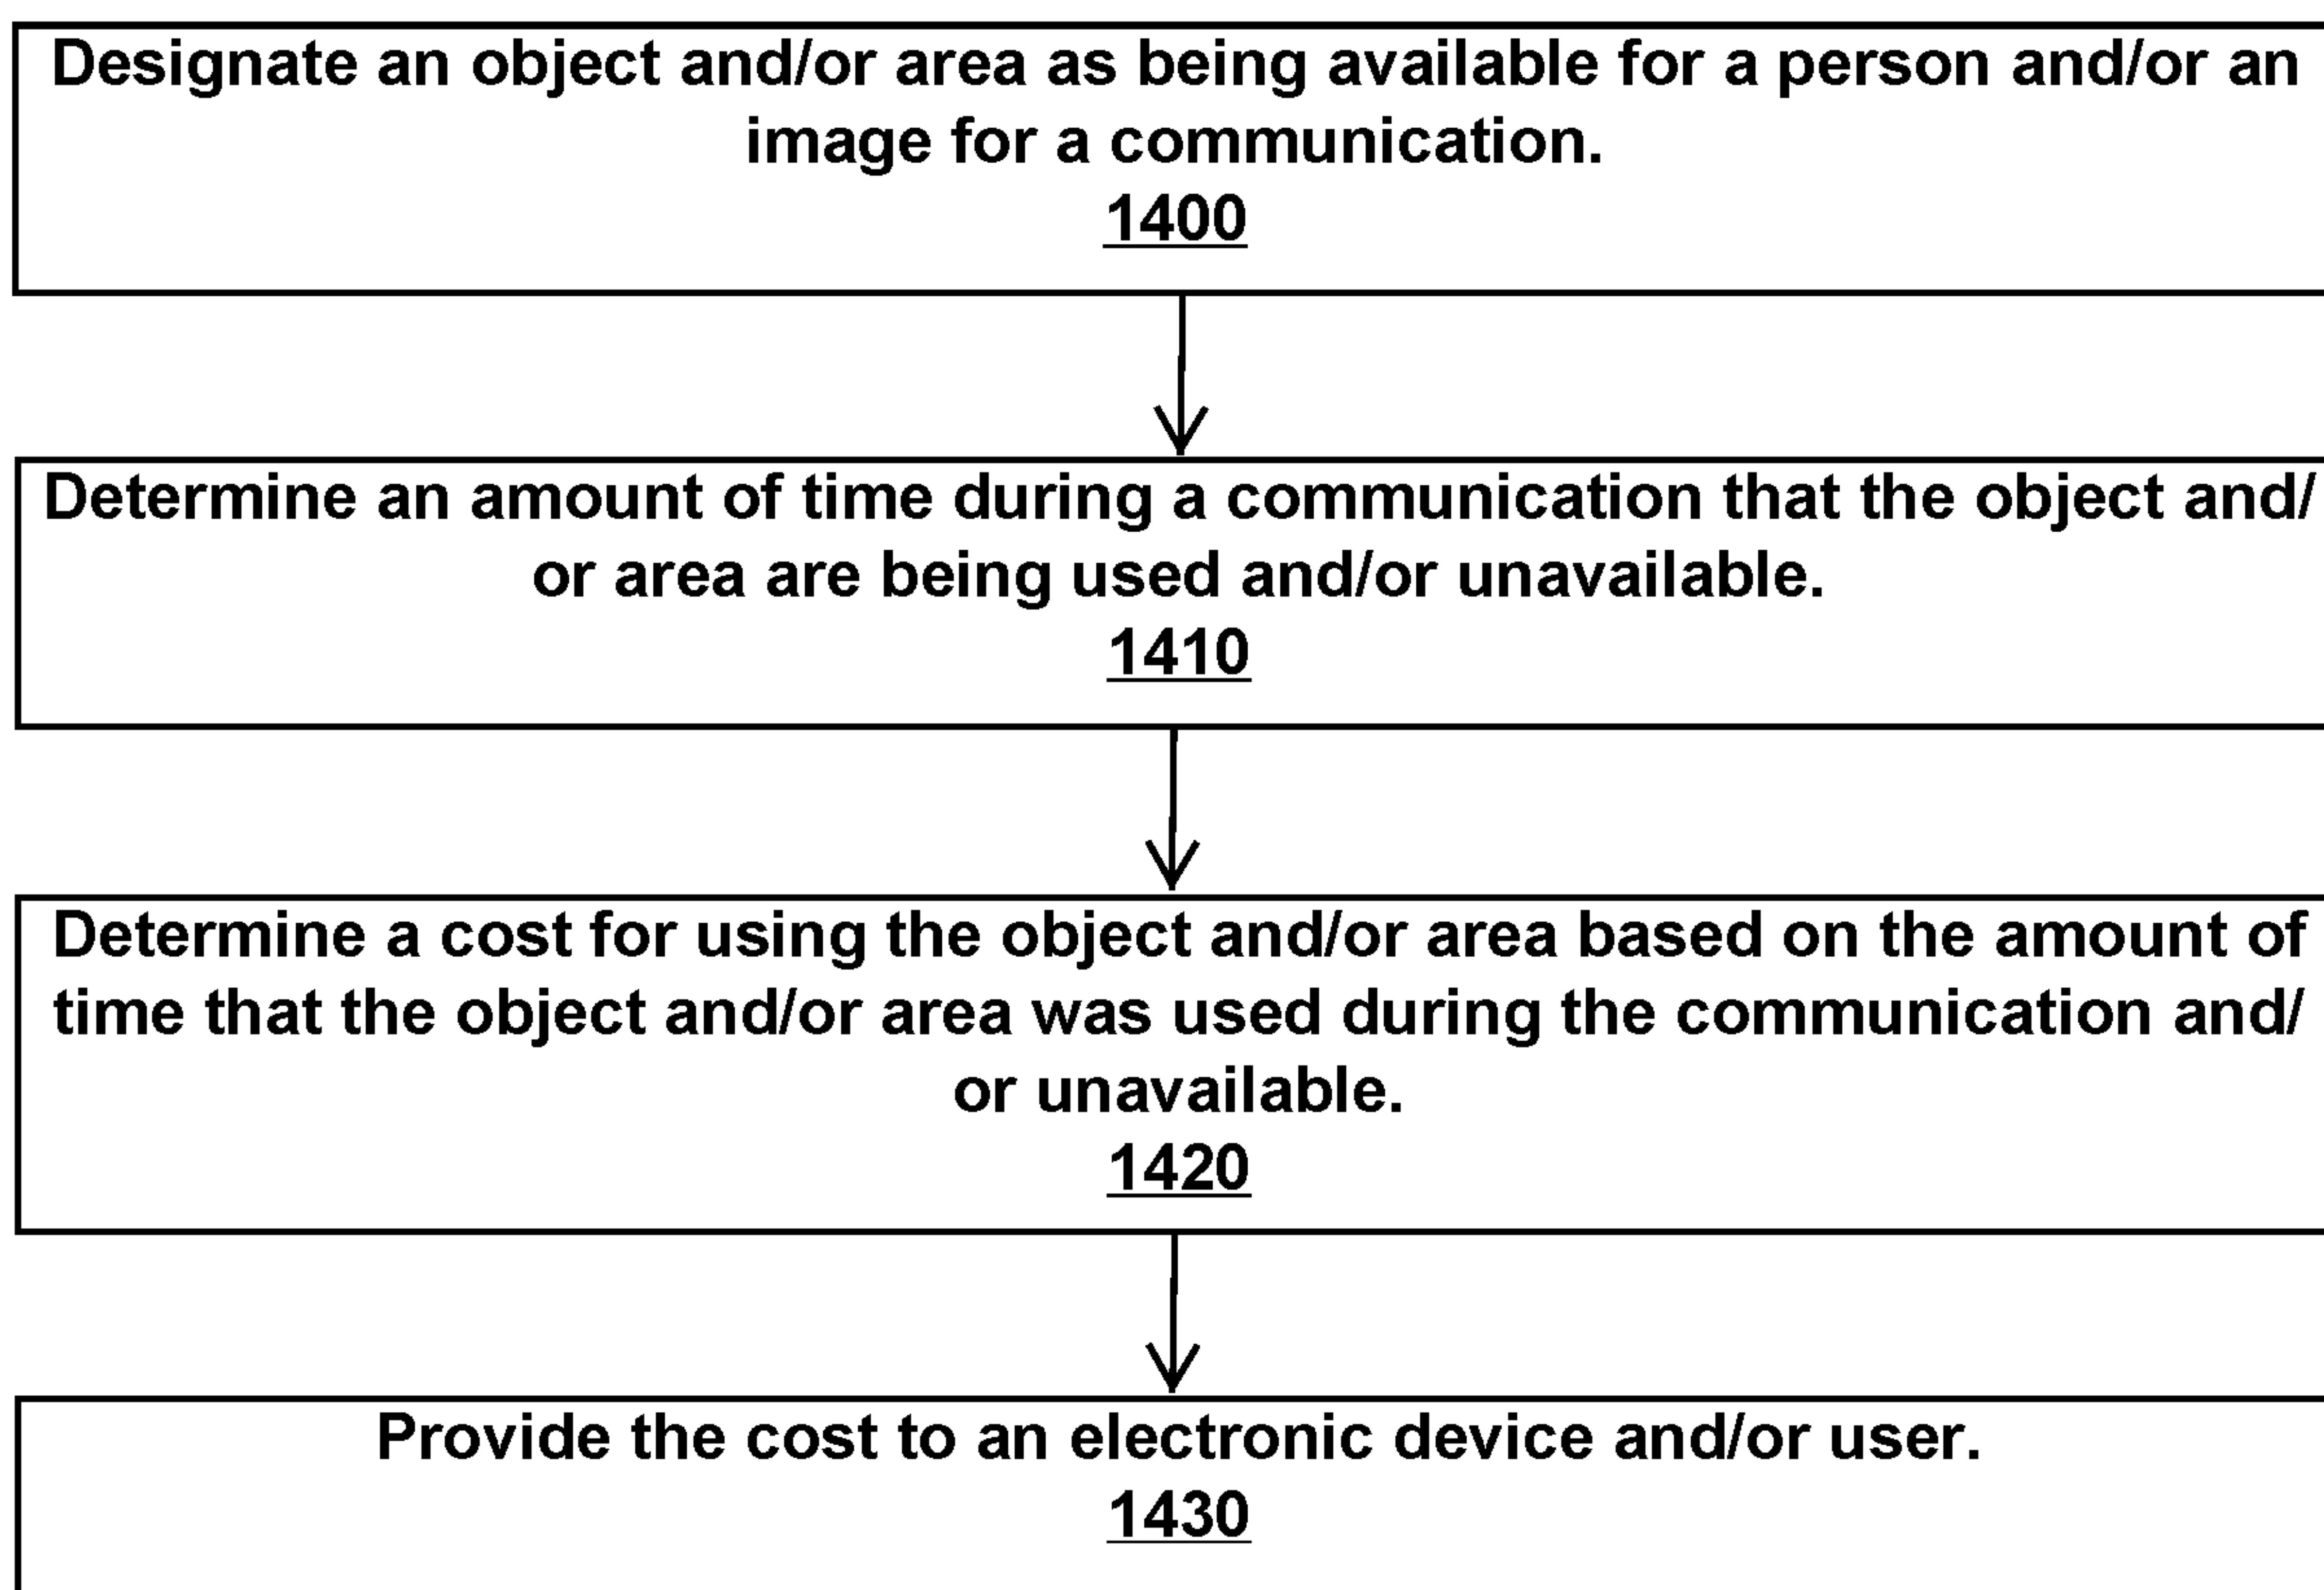 Designate an object and/or area as being available for a person and/or an
image for a communication.
1400
Determine an amount of time during a communication that the object and/
or area are being used and/or unavailable.
1410
Determine a cost for using the object and/or area based on the amount of
time that the object and/or area was used during the communication and/
or unavailable.
1420
Provide the cost to an electronic device and/or user.
1430